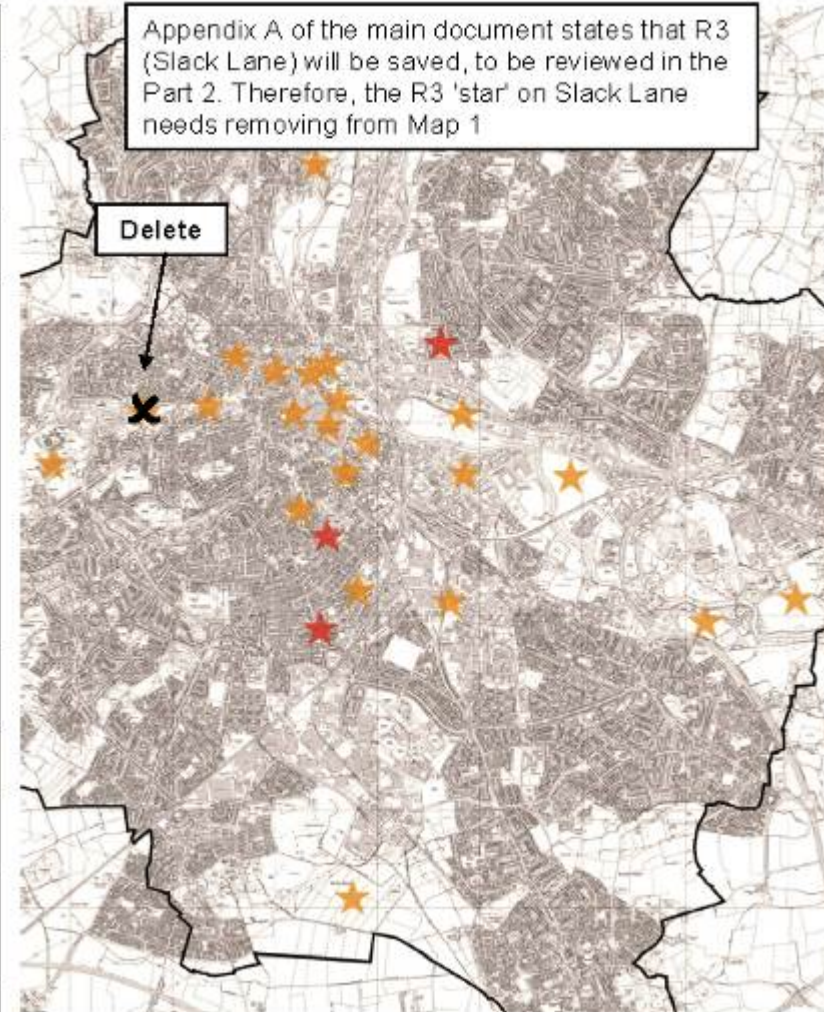 Appendix A of the main document states that R3
(Slack Lane) will be saved, to be reviewed in the
Part 2. Therefore, the R3 'star' on Slack Lane
needs removing from Map 1
Delete